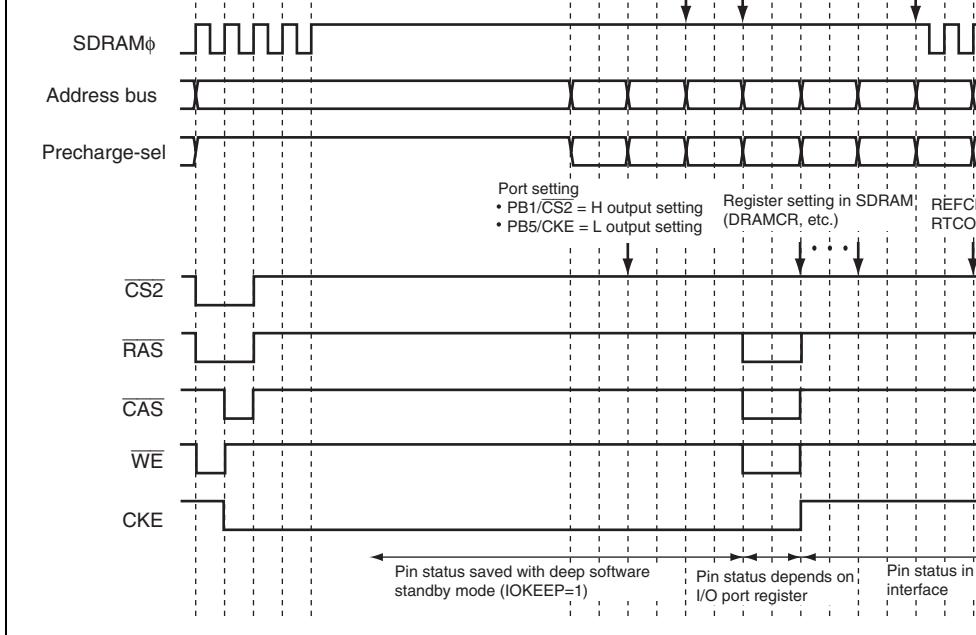 SDRAMϕ
Address bus
Precharge-sel
Port setting
• PB1/CS2 = H output setting
• PB5/CKE = L output setting
Register setting in SDRAM
(DRAMCR, etc.)
CS2
RAS
CAS
WE
CKE
Pin status saved with deep software
standby mode (IOKEEP=1)
Pin status depends on
I/O port register
Pin status in
interface